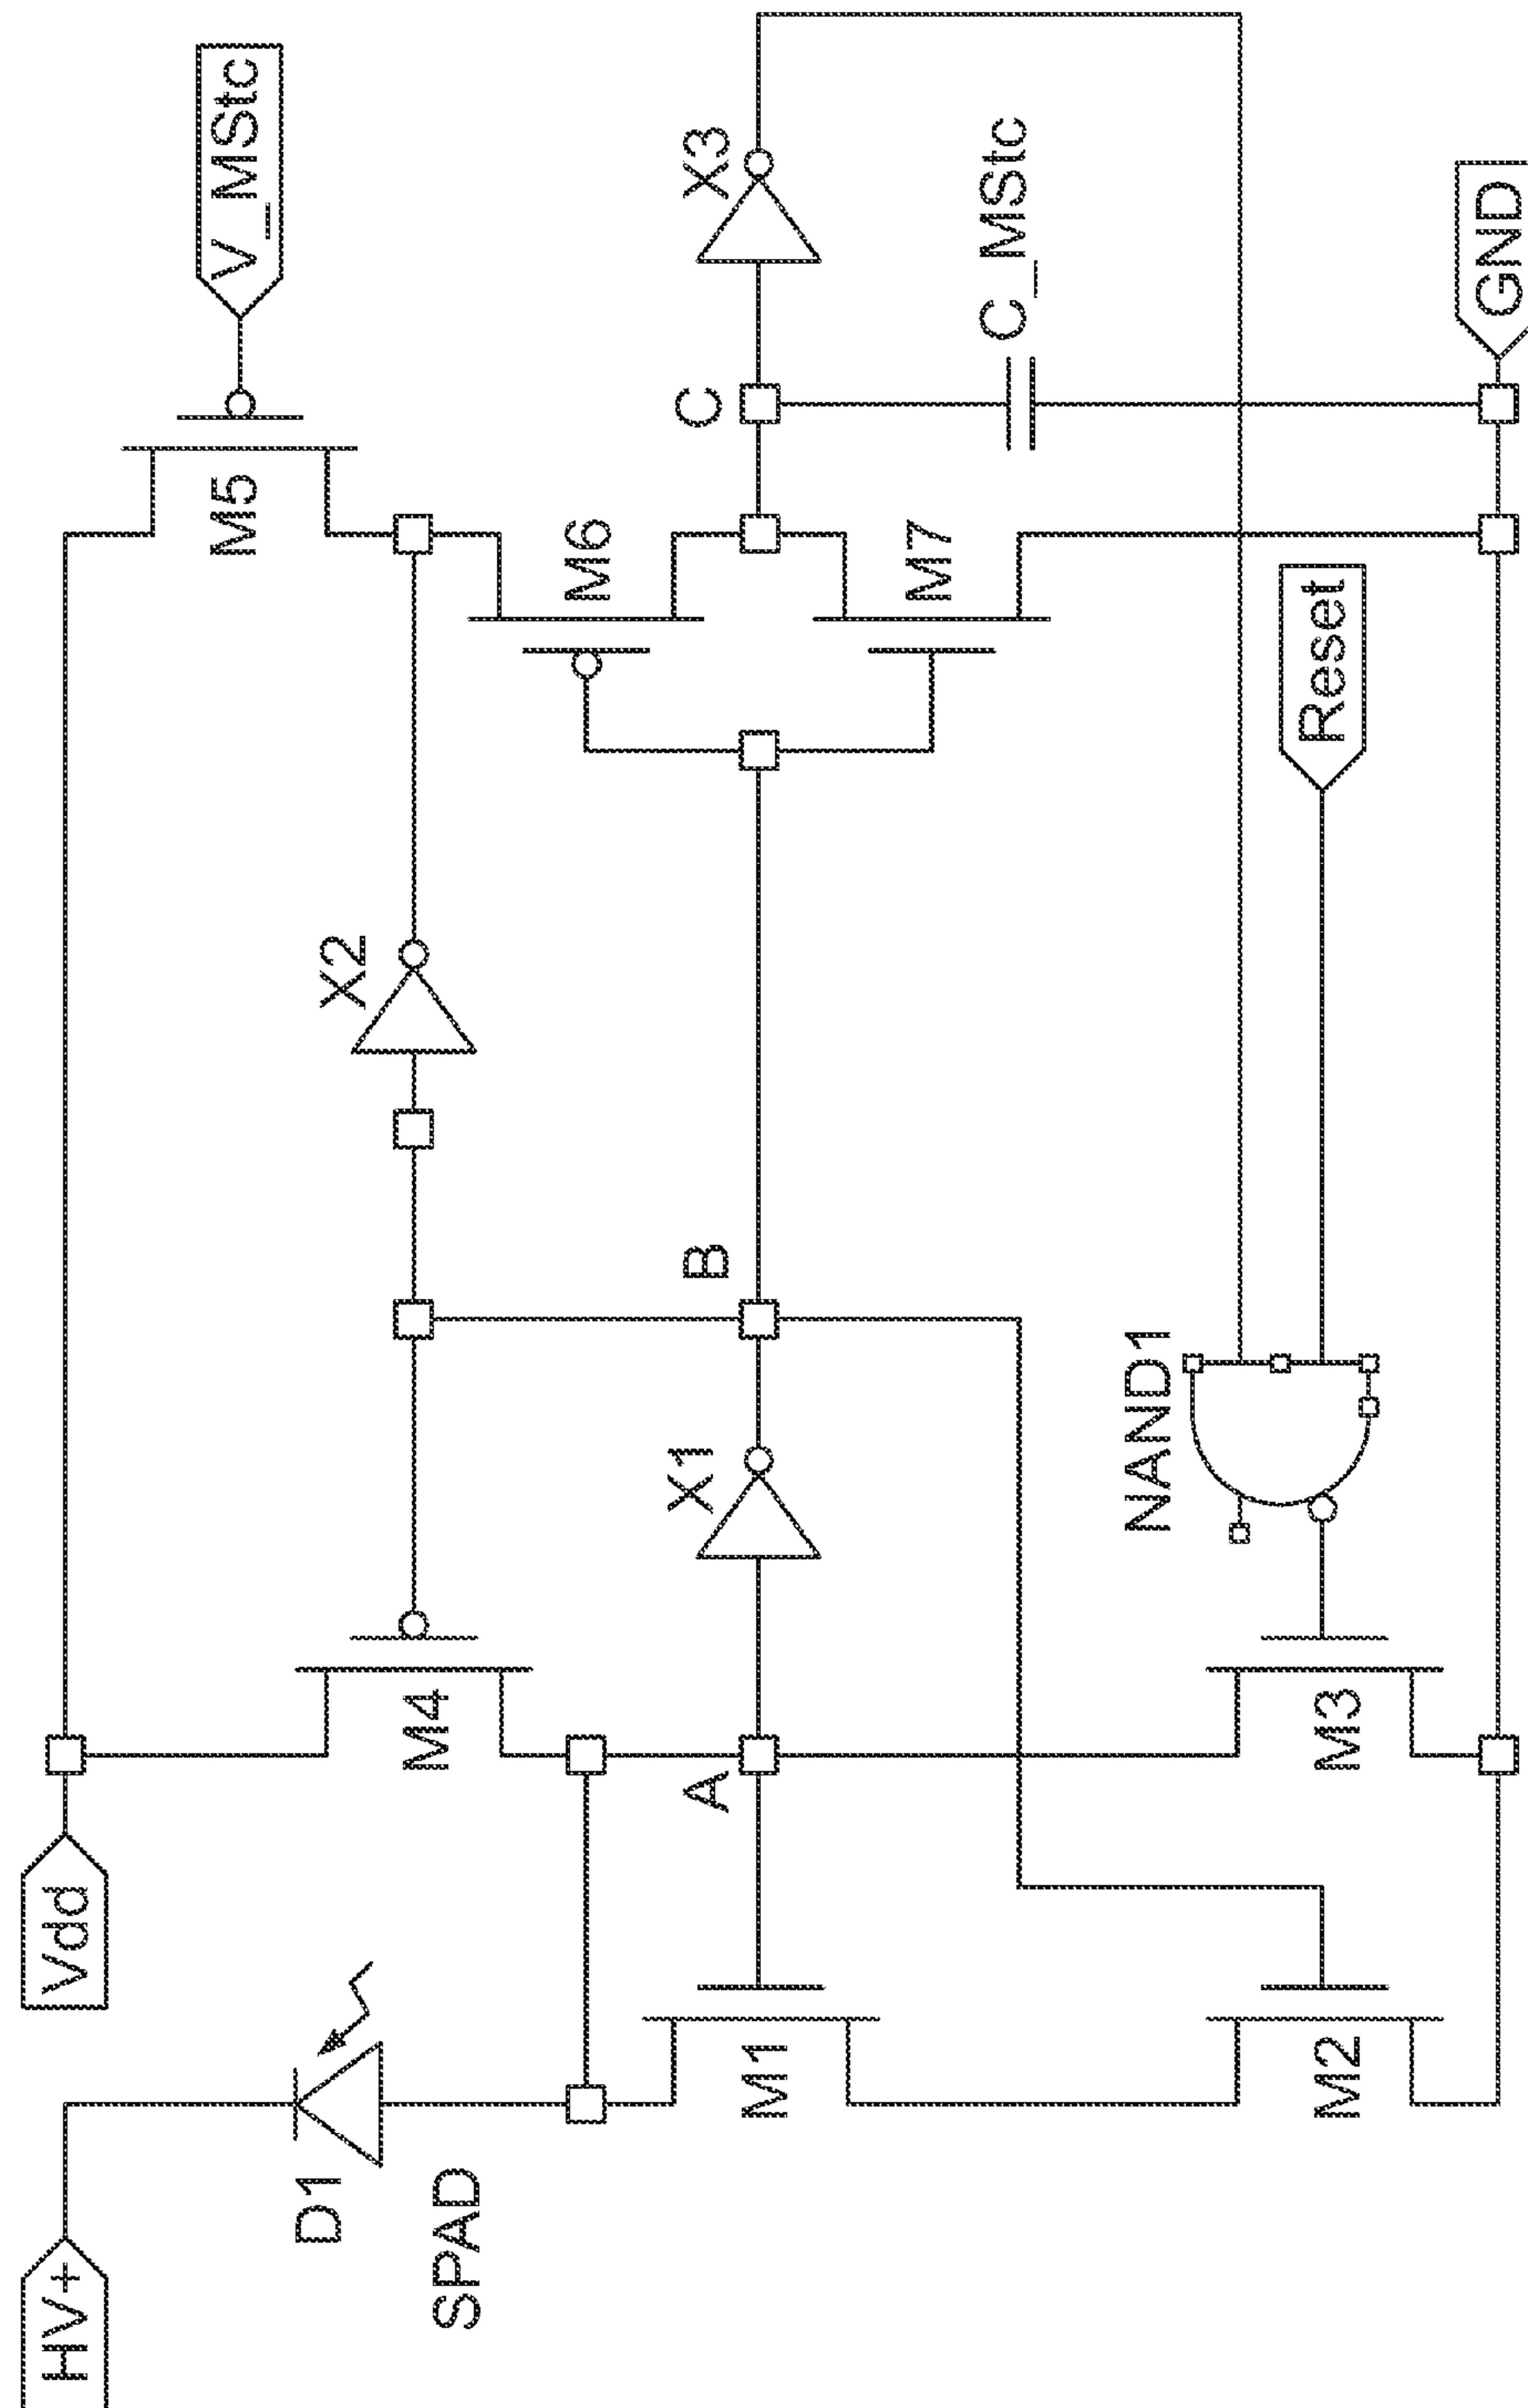 HV+
Vdd
V_MStc
D1
SPAD
M4
X2
M5
M6
A
X1
B
C
X3
M1
M7
C_MStc
NAND1
M2
M3
Reset
GND